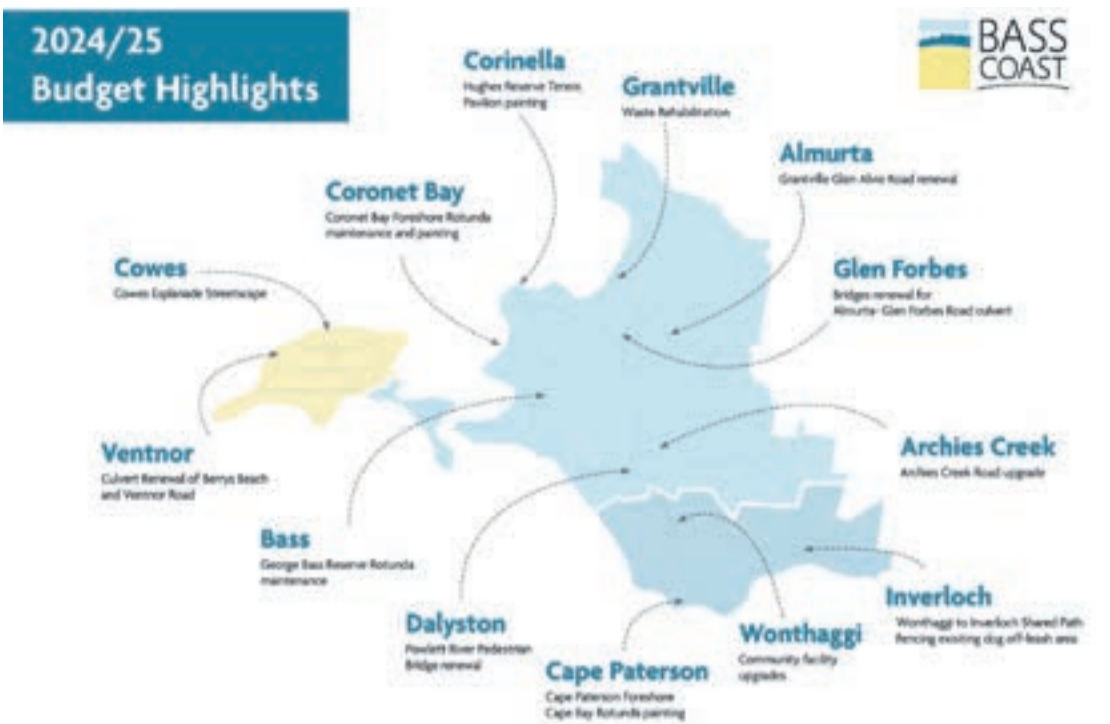 2024/25
Budget Highlights
BASS
COAST
Corinella
Hughes Reserve Tennis
Pavilion painting
Grantville
Waste Rehabilitation
Almurta
Grantville Glen Alvie Road renewal
Coronet Bay
Coronet Bay Foreshore Rotunda
maintenance and painting
Cowes
Cowes Esplanade Streetscape
Glen Forbes
Bridges renewal for
Almurta- Glen Forbes Road culvert
Ventnor
Culvert Renewal of Berrys Beach
and Ventnor Road
Archies Creek
Archies Creek Road upgrade
Bass
George Bass Reserve Rotunda
maintenance
Dalyston
Powlett River Pedestrian
Bridge renewal
Cape Paterson
Cape Paterson Foreshore
Cape Bay Rotunda painting
Wonthaggi
Community facility
upgrades
Inverloch
Wonthaggi to Inverloch Shared Path
Fencing existing dog off-leash area